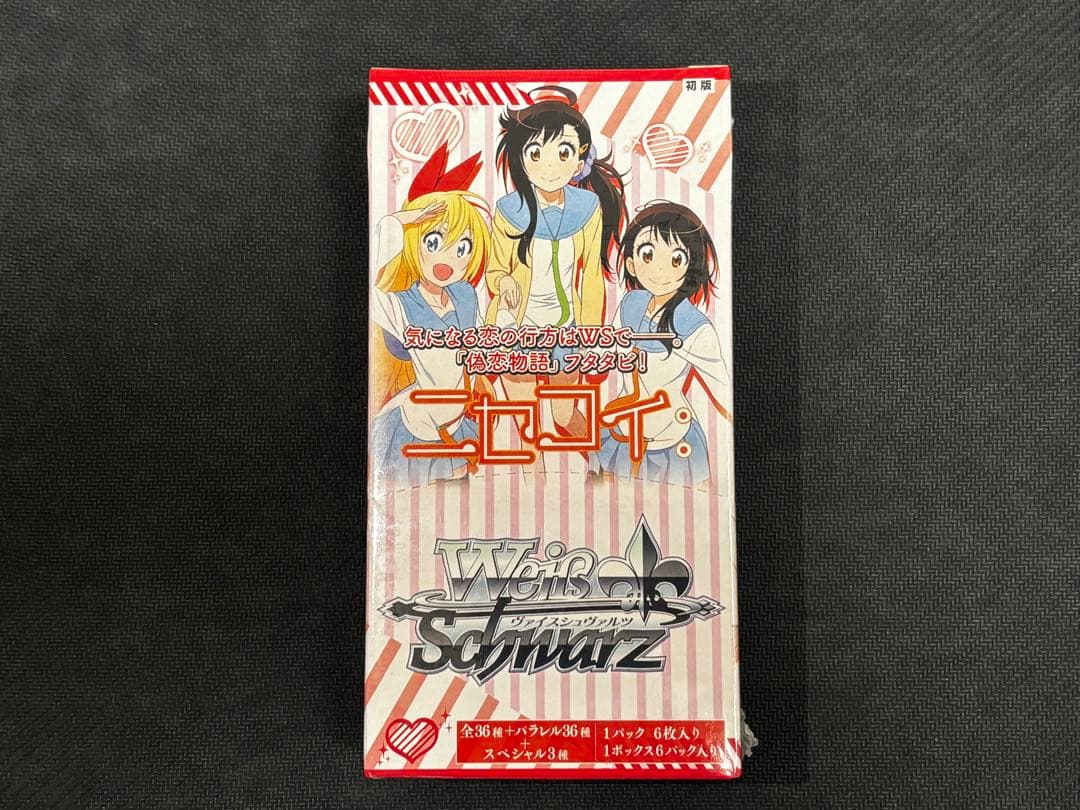 初版
気になる恋の行方はWSで――。
「偽恋物語」フタタビ!
ニセコイ:
Weiß
ヴァイスシュヴァルツ
Schwarz
全36種+パラレル36種
+
スペシャル3種
1パック 6枚入り
1ボックス6パック入り